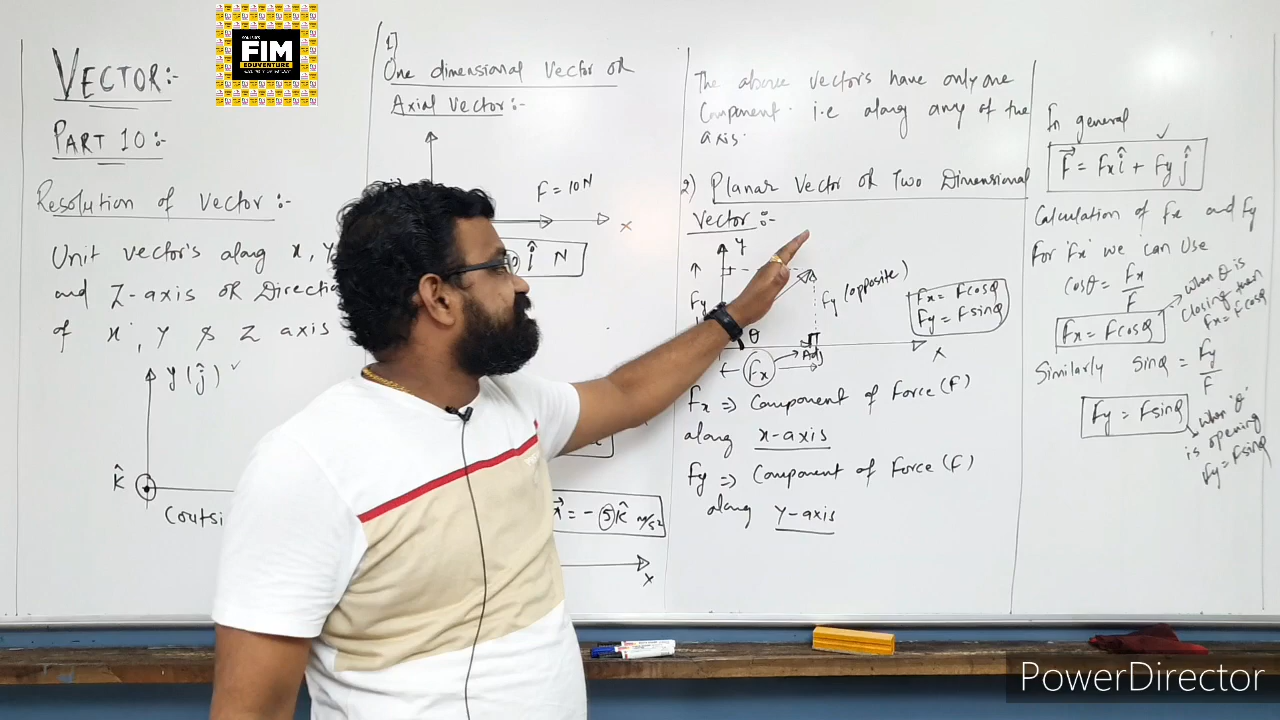 VECTOR:-
PART 10:-
Resolution of vector:-
Unit vector's along x, y
and Z-axis OR Direction
of x, y & z axis
y (ĵ) ✓
k̂
(outsi
FIM
EDUVENTURE
1]
One dimensional vector OR
Axial vector:-
F = 10N
x
î N
= - 5 k̂ m/s²
x
The above vectors have only one
Component. i.e along any of the
axis.
2) Planar Vector OR Two Dimensional
Vector:-
y
Fy
Fy (opposite)
Fx = Fcosθ
Fy = Fsinθ
θ
Adj
x
Fx
Fx => Component of Force (F)
along x-axis
Fy => Component of Force (F)
along y-axis
In general
F = Fx î + Fy ĵ
Calculation of Fx and Fy
For 'Fx' we can Use
cosθ = Fx/F
Fx = Fcosθ
when θ is
closing then
Fx = Fcosθ
Similarly sinθ = Fy/F
Fy = Fsinθ
when 'θ'
is opening
Fy = Fsinθ
PowerDirector